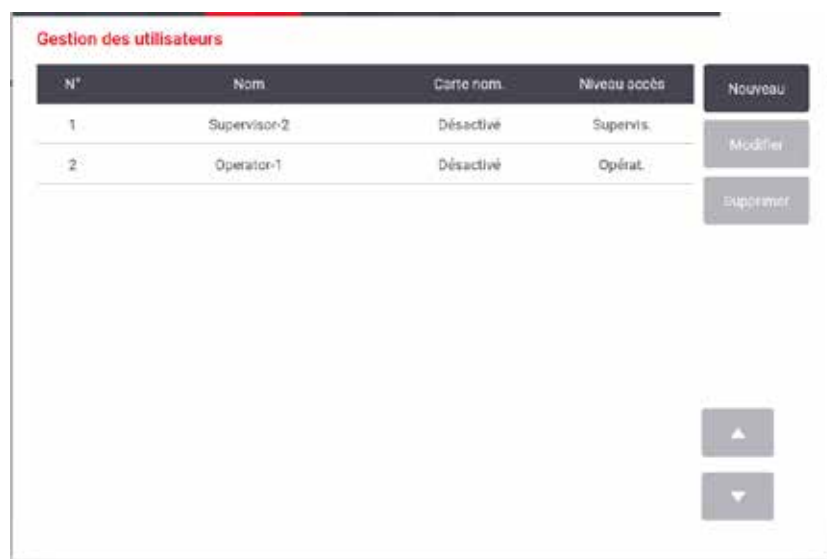 Gestion des utilisateurs
N° Nom Carte nom. Niveau accès
1 Supervisor-2 Désactivé Supervis.
2 Operator-1 Désactivé Opérat.
Nouveau
Modifier
Supprimer